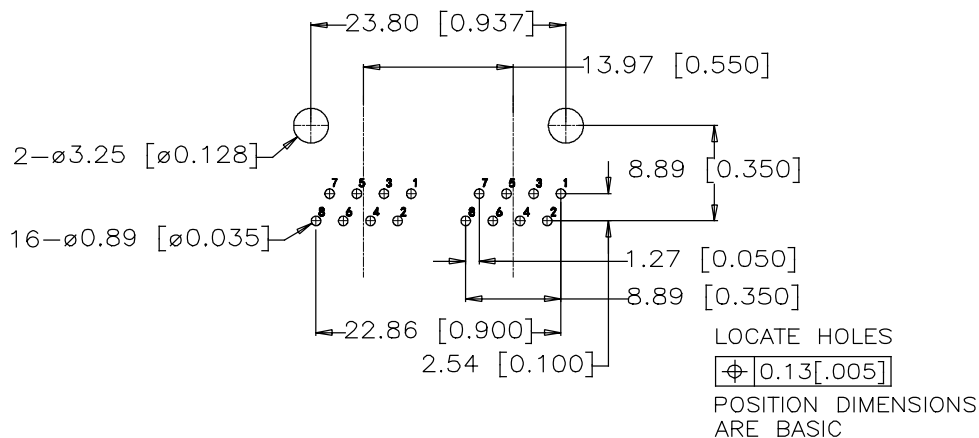 23.80 [0.937]
13.97 [0.550]
2-ø3.25 [ø0.128]
8.89 [0.350]
7 5 3 1 7 5 3 1
8 6 4 2 8 6 4 2
16-ø0.89 [ø0.035]
1.27 [0.050]
8.89 [0.350]
22.86 [0.900]
2.54 [0.100]
LOCATE HOLES
⌖ 0.13[.005]
POSITION DIMENSIONS
ARE BASIC